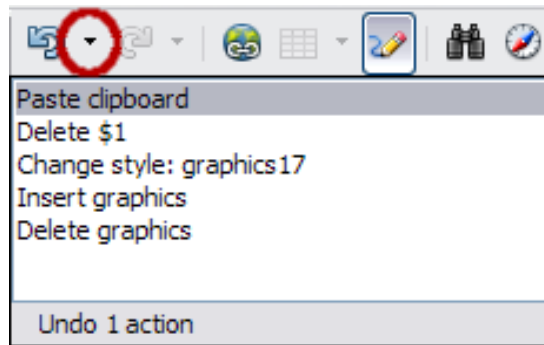 Paste clipboard
Delete $1
Change style: graphics17
Insert graphics
Delete graphics
Undo 1 action